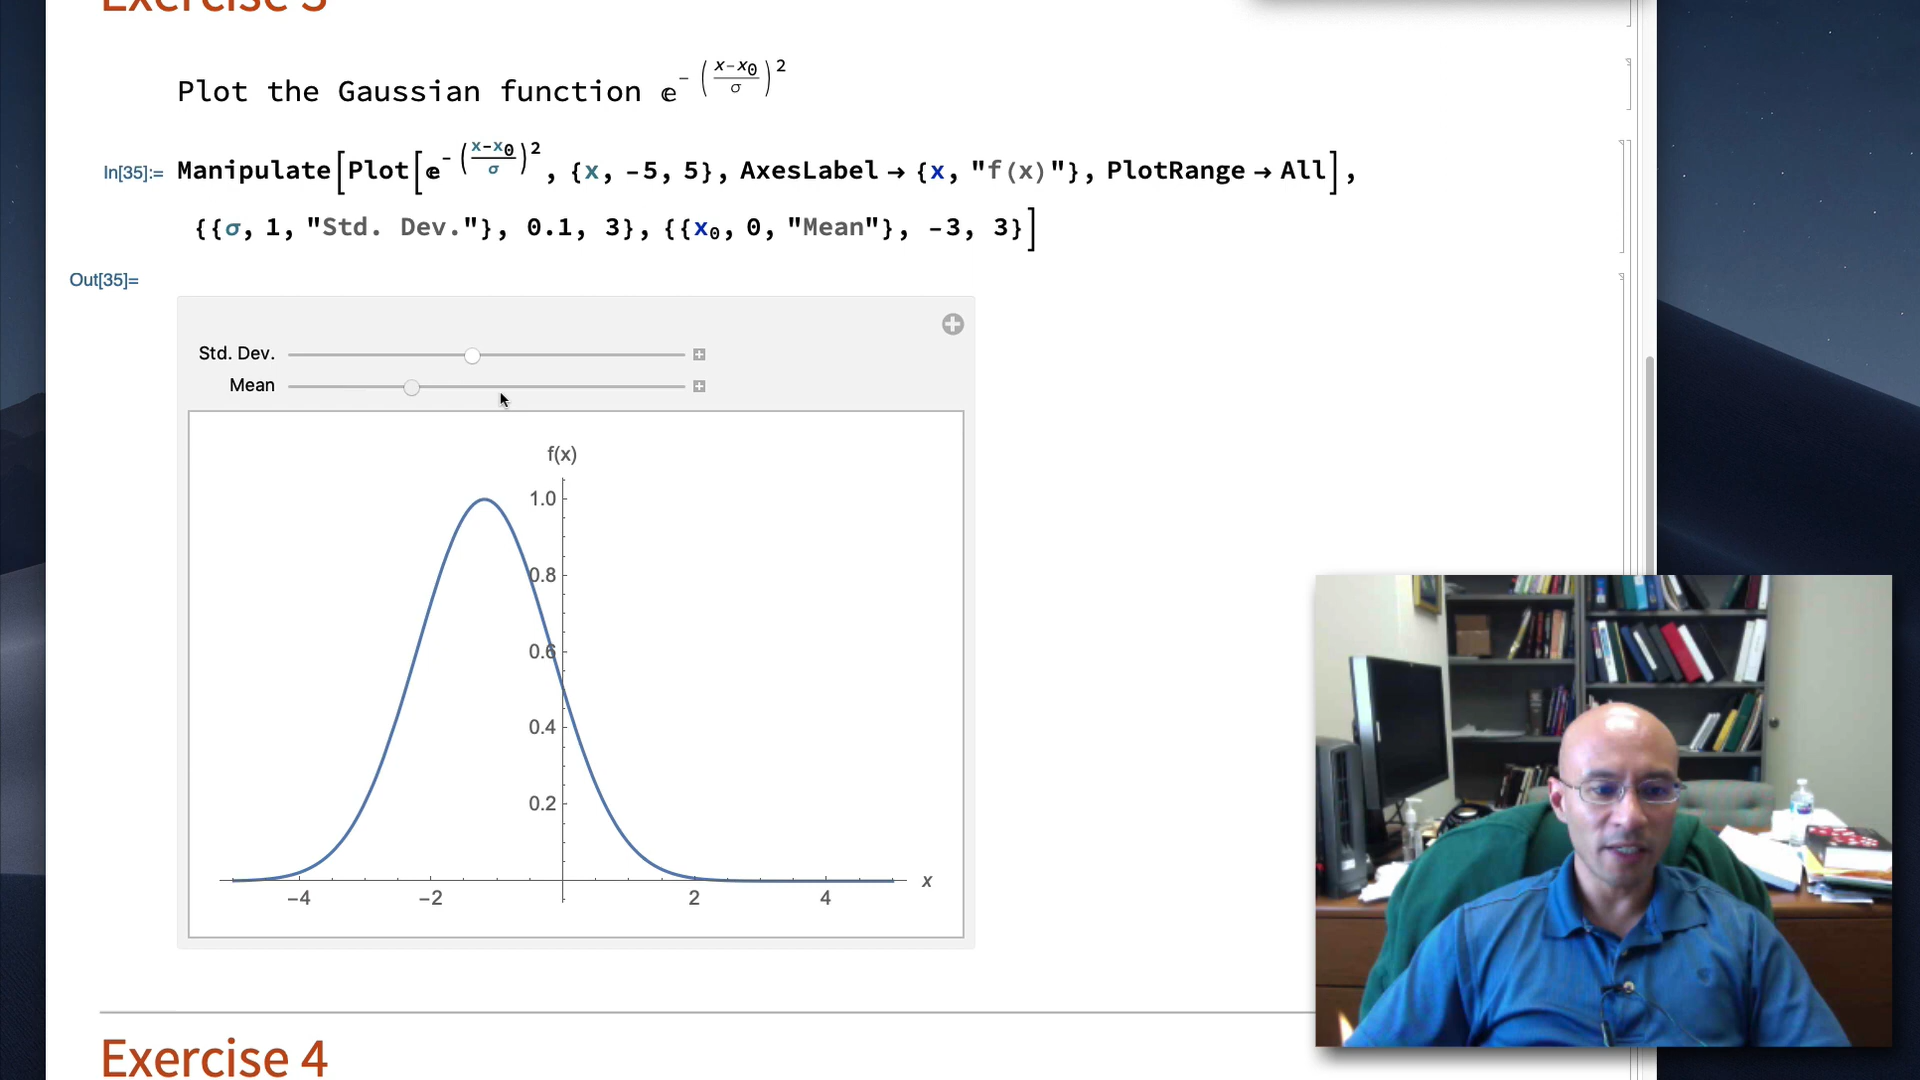 Exercise 3
Plot the Gaussian function ⅇ^-((x-x₀)/σ)^2
In[35]:= Manipulate[Plot[ⅇ^-((x-x₀)/σ)^2, {x, -5, 5}, AxesLabel → {x, "f(x)"}, PlotRange → All],
{{σ, 1, "Std. Dev."}, 0.1, 3}, {{x₀, 0, "Mean"}, -3, 3}]
Out[35]=
Std. Dev.
Mean
f(x)
1.0
0.8
0.6
0.4
0.2
x
-4 -2 2 4
Exercise 4